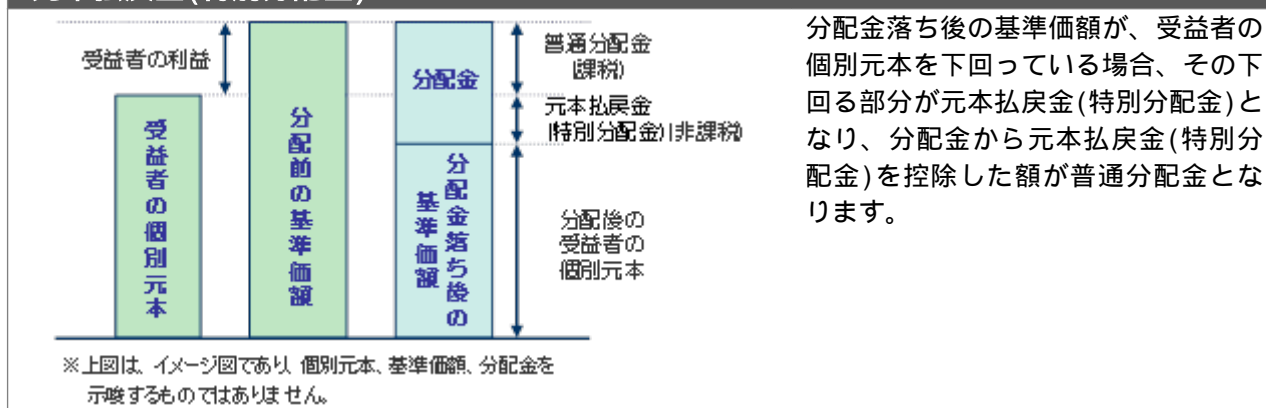 受益者の利益
受益者の個別元本
分配前の基準価額
分配金
分配金落ち後の
基準価額
普通分配金
(課税)
元本払戻金
(特別分配金)(非課税)
分配後の
受益者の
個別元本
※上図は、イメージ図であり、個別元本、基準価額、分配金を
示唆するものではありません。
分配金落ち後の基準価額が、受益者の
個別元本を下回っている場合、その下
回る部分が元本払戻金(特別分配金)と
なり、分配金から元本払戻金(特別分
配金)を控除した額が普通分配金とな
ります。